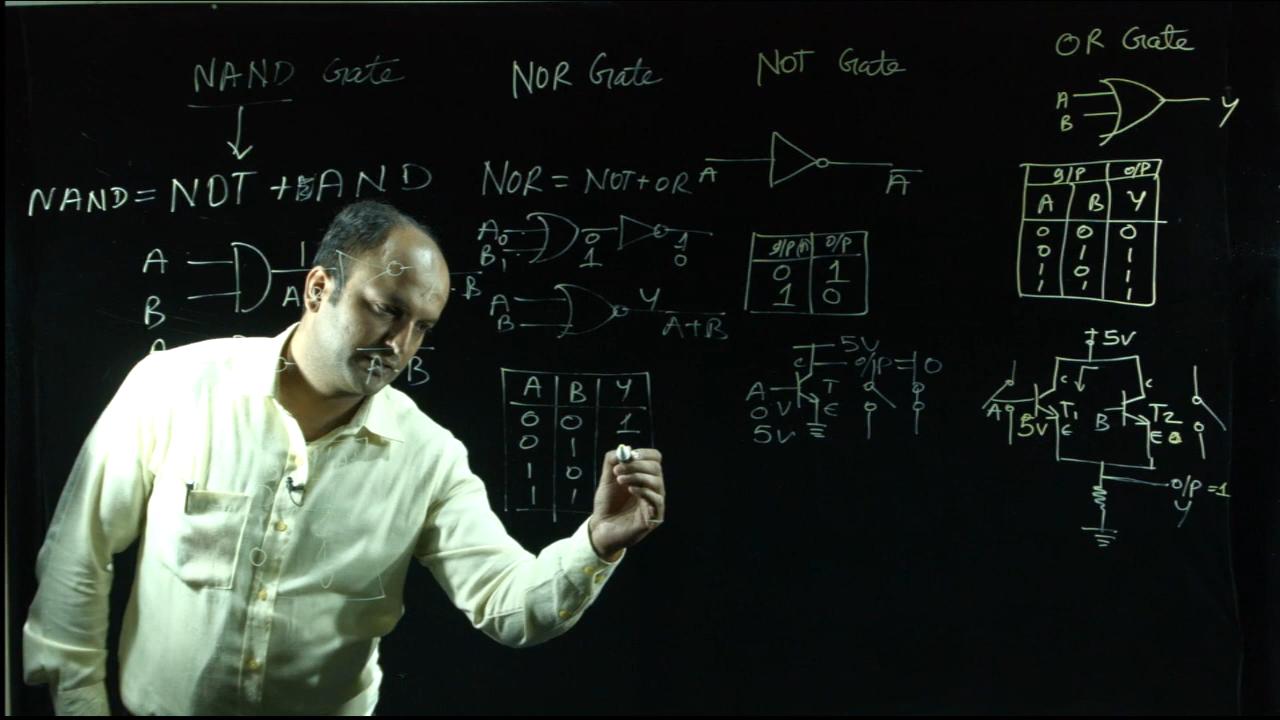 NAND Gate
NAND = NOT + AND
A
B
A
B
B
NOR Gate
NOR = NOT+OR
A 0 0 1
B 1 1 0
A
B
Y
A+B
A B Y
0 0 1
0 1
1 0
1 1
NOT Gate
A
A
I/P(A) O/P
0 1
1 0
5V
C
O/P=0
A T
0V E
5V
OR Gate
A
B
Y
I/P O/P
A B Y
0 0 0
0 1 1
1 0 1
1 1 1
5V
C C
A T1 B T2
5V
E E
O/P=1
Y